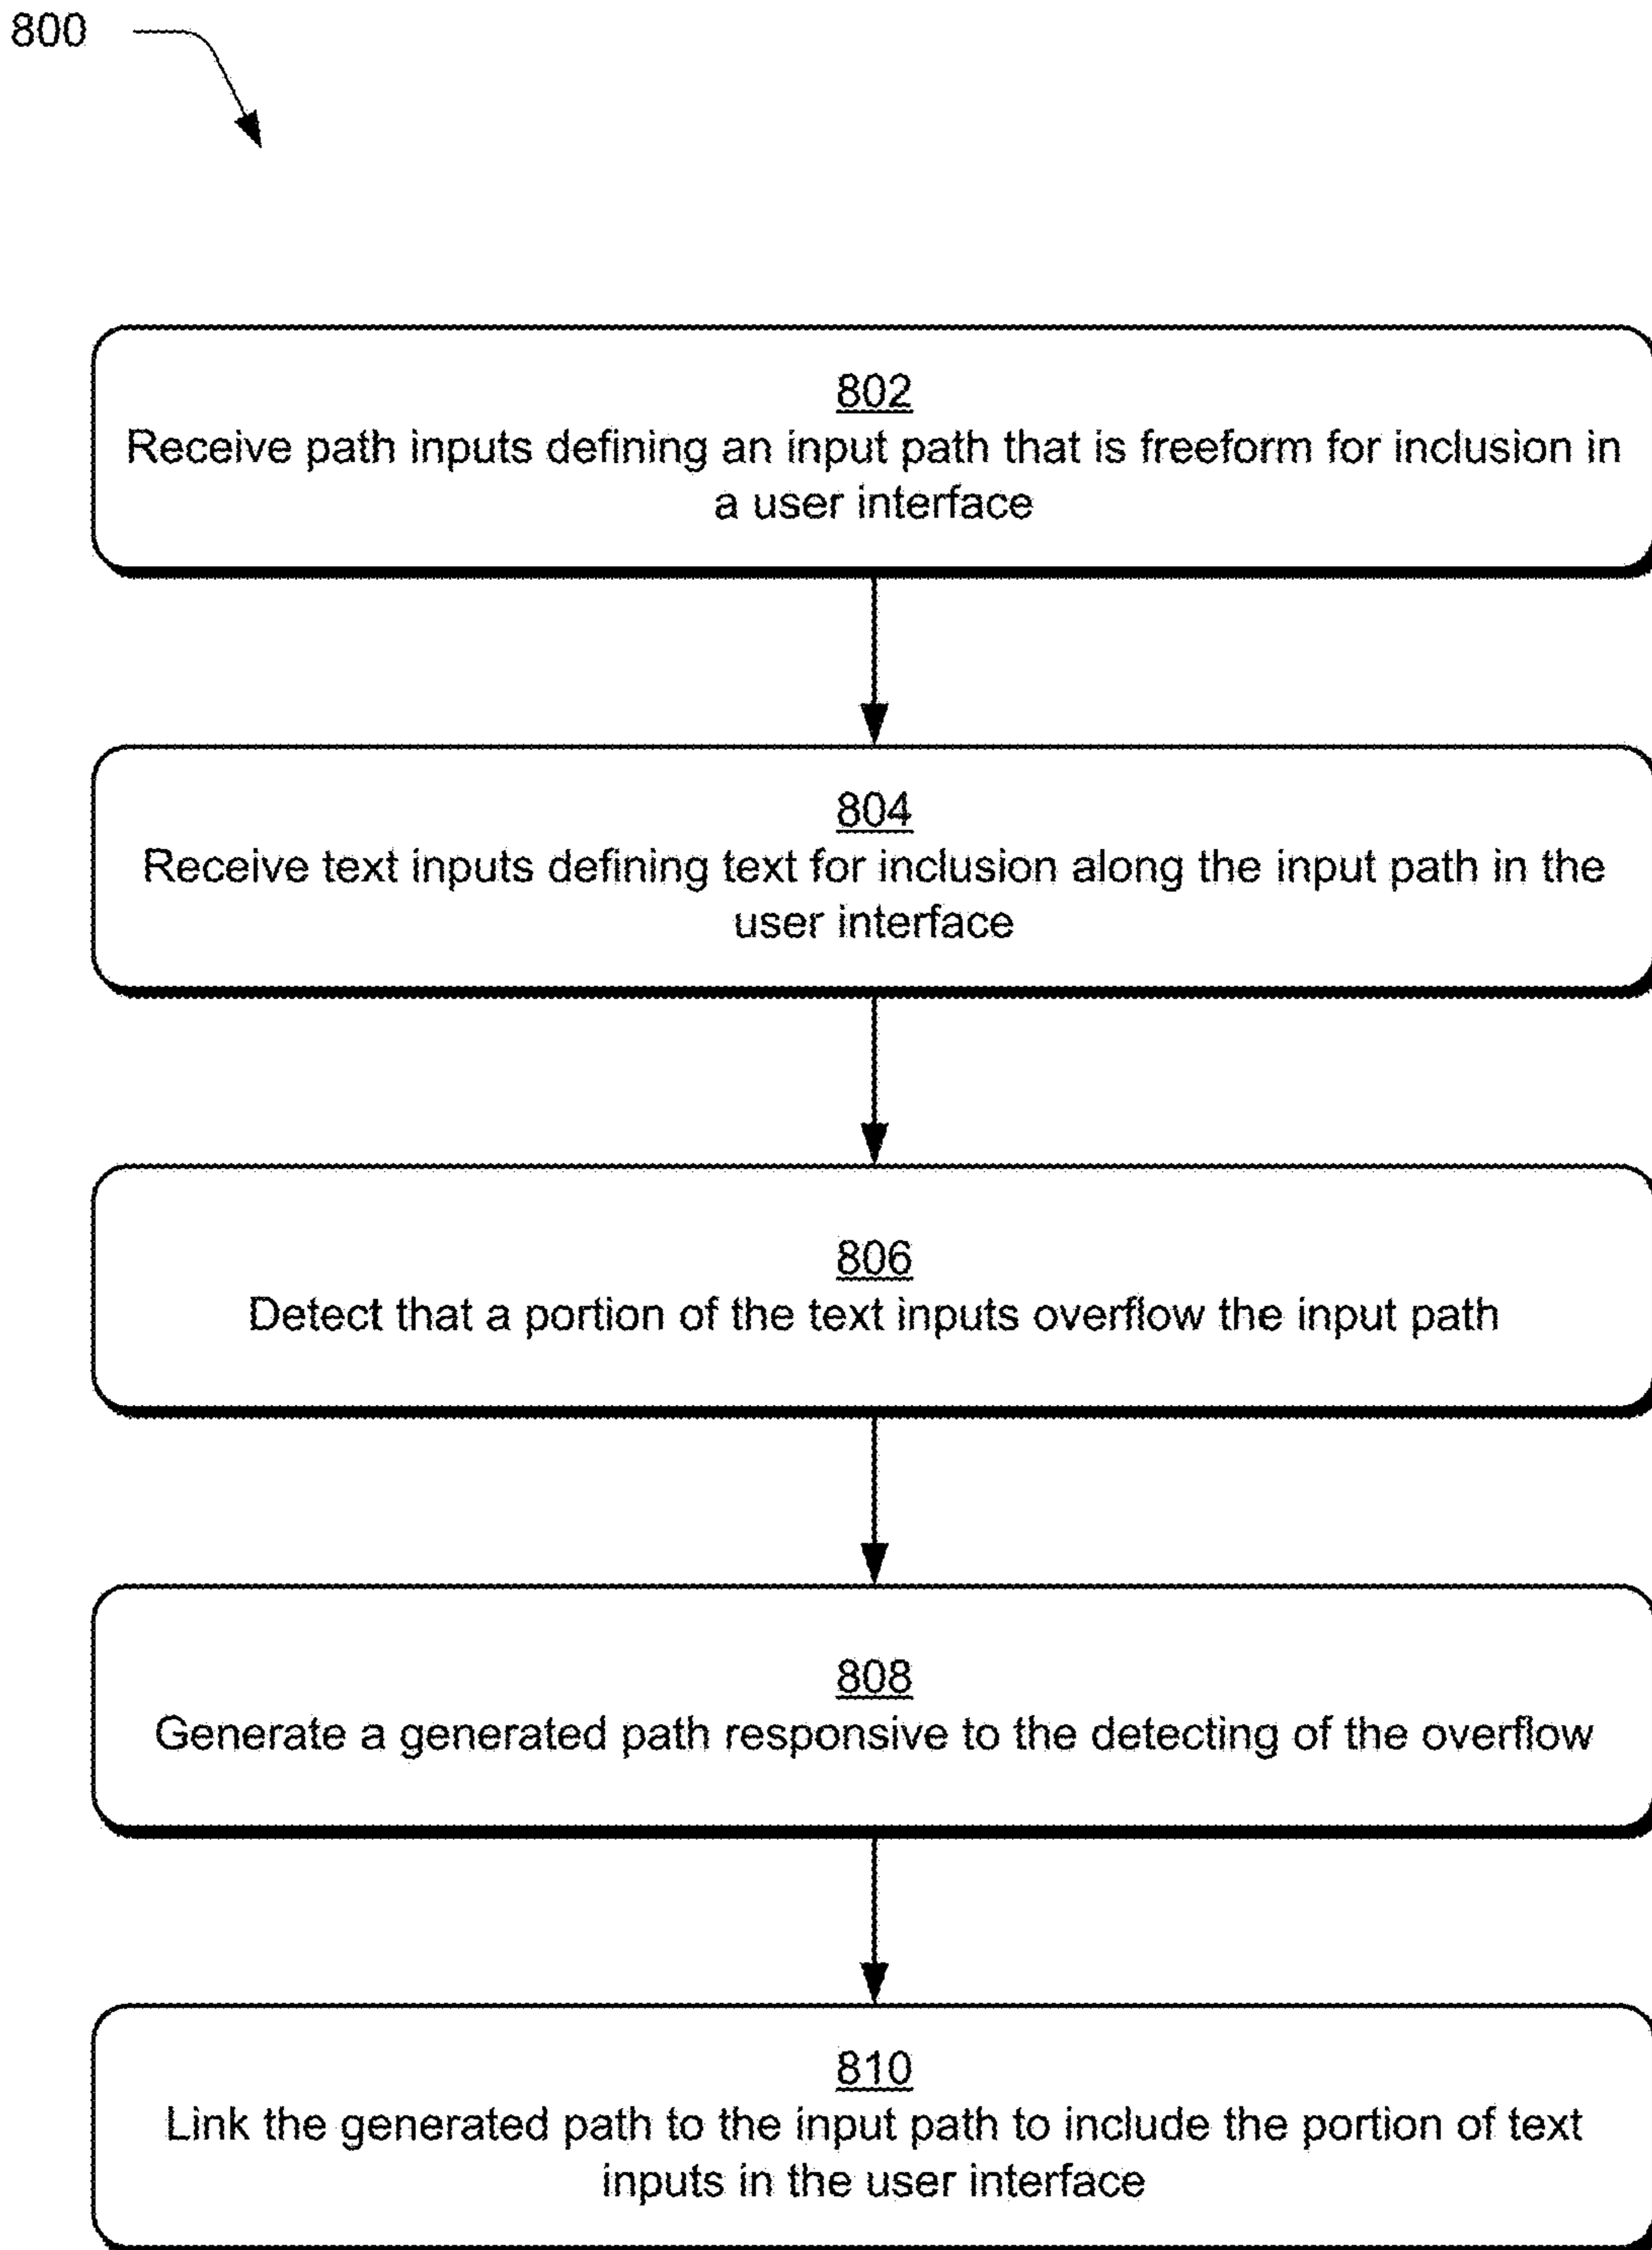 800
802
Receive path inputs defining an input path that is freeform for inclusion in
a user interface
804
Receive text inputs defining text for inclusion along the input path in the
user interface
806
Detect that a portion of the text inputs overflow the input path
808
Generate a generated path responsive to the detecting of the overflow
810
Link the generated path to the input path to include the portion of text
inputs in the user interface